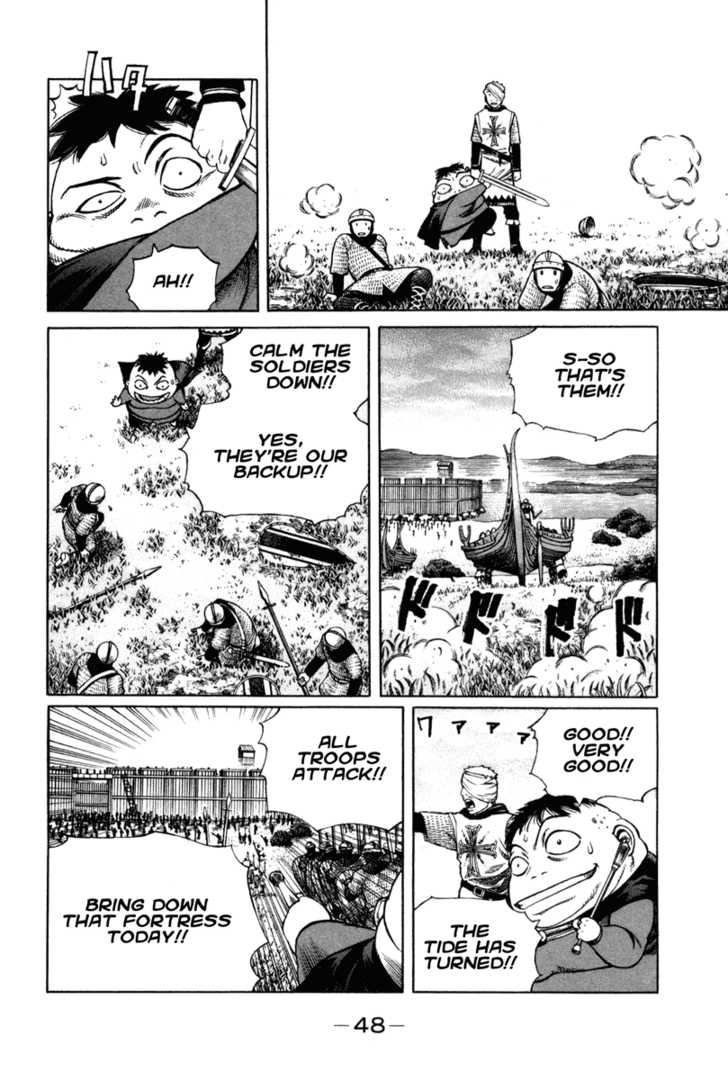 ハタ
AH!!
S-SO
THAT'S
THEM!!
ドドドド
CALM THE
SOLDIERS
DOWN!!
YES,
THEY'RE OUR
BACKUP!!
ALL
TROOPS
ATTACK!!
BRING DOWN
THAT FORTRESS
TODAY!!
ワァァァ
GOOD!!
VERY
GOOD!!
THE
TIDE HAS
TURNED!!
—48—